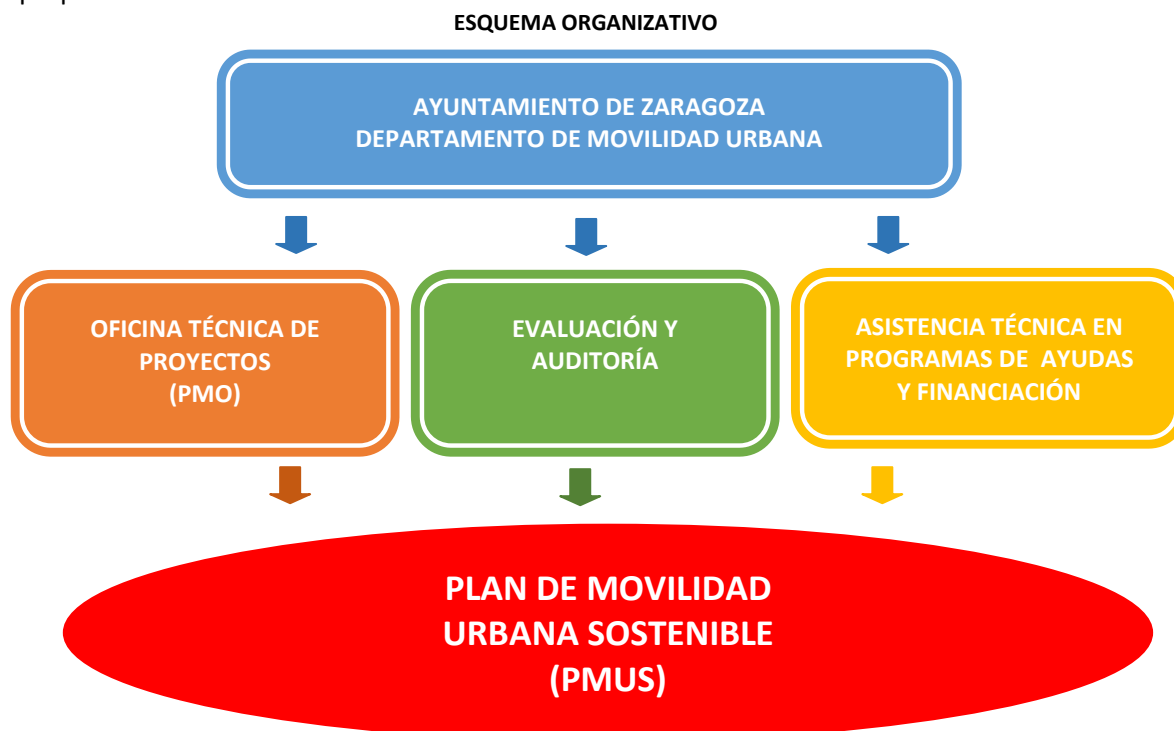 ESQUEMA ORGANIZATIVO
AYUNTAMIENTO DE ZARAGOZA
DEPARTAMENTO DE MOVILIDAD URBANA
OFICINA TÉCNICA DE
PROYECTOS
(PMO)
EVALUACIÓN Y
AUDITORÍA
ASISTENCIA TÉCNICA EN
PROGRAMAS DE AYUDAS
Y FINANCIACIÓN
PLAN DE MOVILIDAD
URBANA SOSTENIBLE
(PMUS)